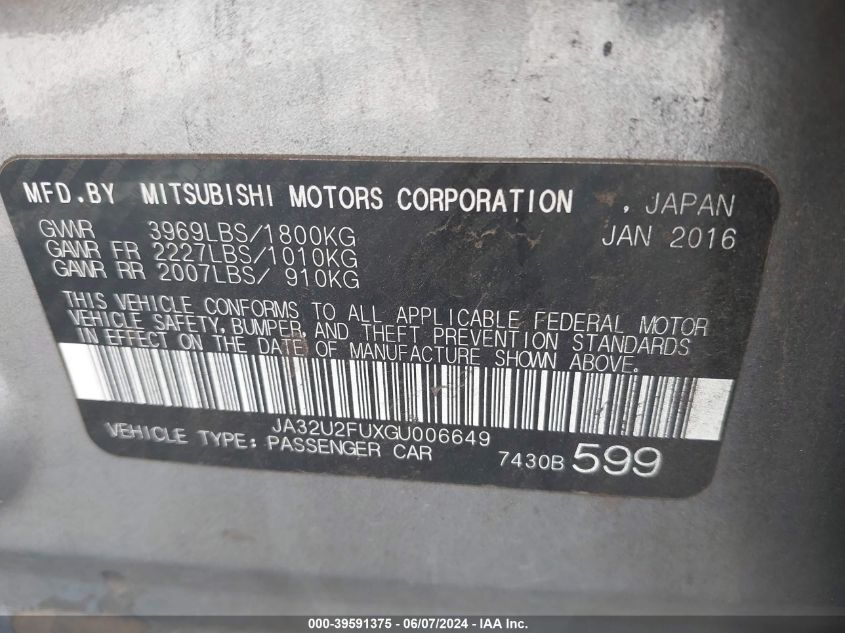 MFD.BY MITSUBISHI MOTORS CORPORATION , JAPAN
GVWR 3969LBS/1800KG JAN 2016
GAWR FR 2227LBS/1010KG
GAWR RR 2007LBS/ 910KG
THIS VEHICLE CONFORMS TO ALL APPLICABLE FEDERAL MOTOR
VEHICLE SAFETY, BUMPER, AND THEFT PREVENTION STANDARDS
IN EFFECT ON THE DATE OF MANUFACTURE SHOWN ABOVE.
JA32U2FUXGU006649
VEHICLE TYPE: PASSENGER CAR 7430B 599
000-39591375 - 06/07/2024 - IAA Inc.